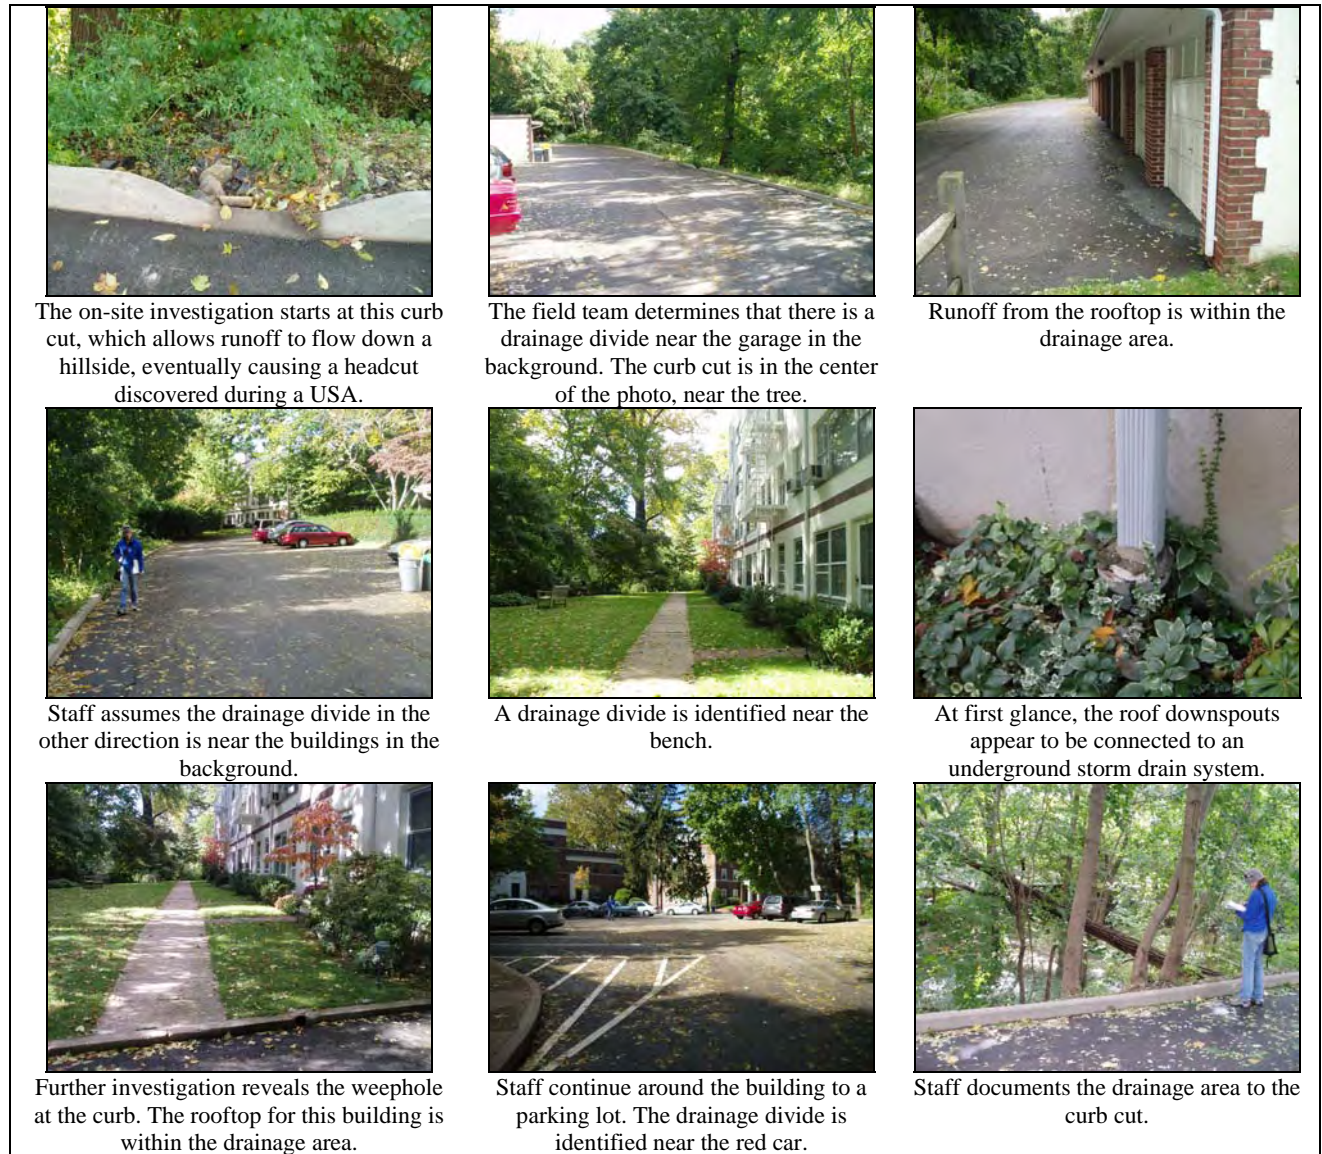 The on-site investigation starts at this curb
cut, which allows runoff to flow down a
hillside, eventually causing a headcut
discovered during a USA.
The field team determines that there is a
drainage divide near the garage in the
background. The curb cut is in the center
of the photo, near the tree.
Runoff from the rooftop is within the
drainage area.
Staff assumes the drainage divide in the
other direction is near the buildings in the
background.
A drainage divide is identified near the
bench.
At first glance, the roof downspouts
appear to be connected to an
underground storm drain system.
Further investigation reveals the weephole
at the curb. The rooftop for this building is
within the drainage area.
Staff continue around the building to a
parking lot. The drainage divide is
identified near the red car.
Staff documents the drainage area to the
curb cut.